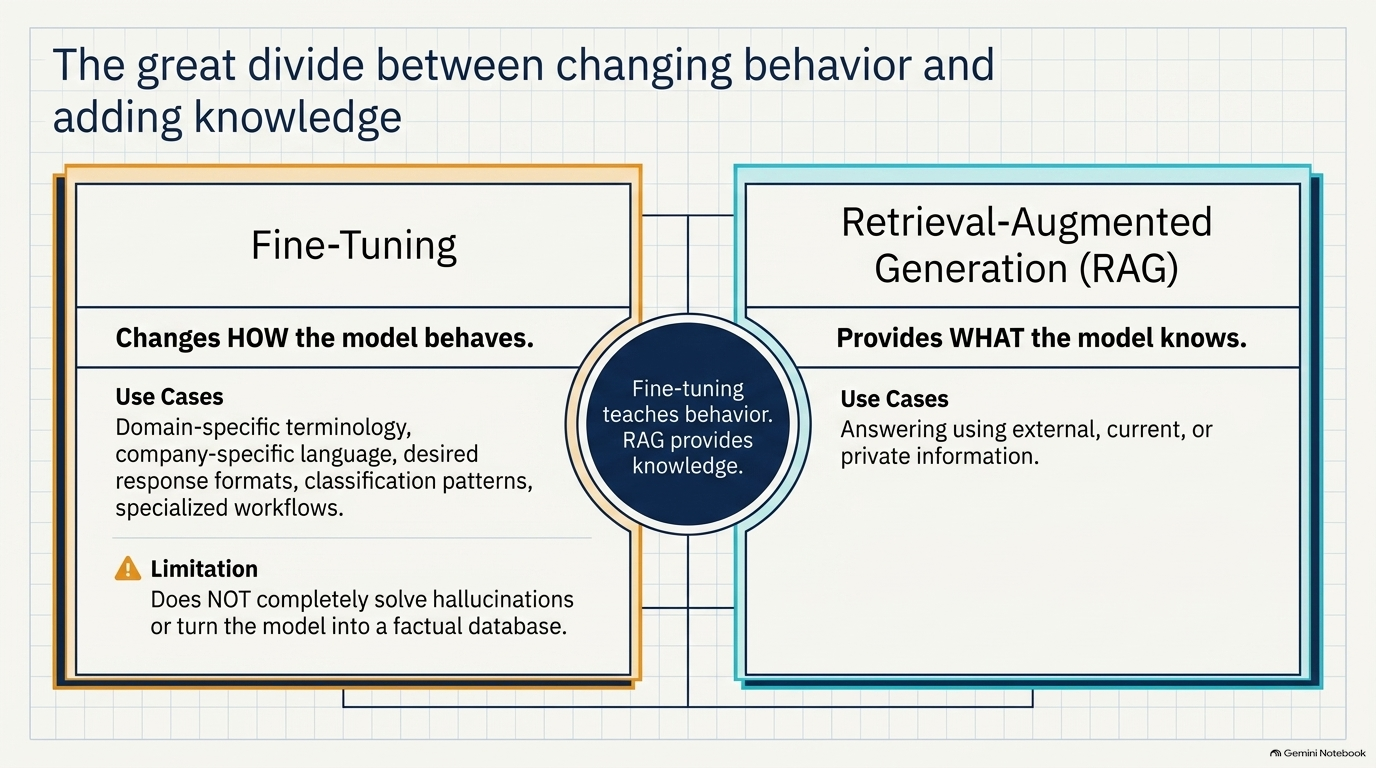 The great divide between changing behavior and
adding knowledge
Fine-Tuning
Changes HOW the model behaves.
Use Cases
Domain-specific terminology,
company-specific language, desired
response formats, classification patterns,
specialized workflows.
Limitation
Does NOT completely solve hallucinations
or turn the model into a factual database.
Fine-tuning
teaches behavior.
RAG provides
knowledge.
Retrieval-Augmented
Generation (RAG)
Provides WHAT the model knows.
Use Cases
Answering using external, current, or
private information.
Gemini Notebook